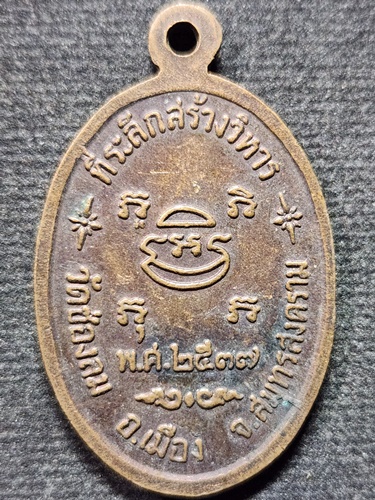 ที่ระลึกสร้างวิหาร
พ.ศ.๒๕๓๗
วัดช่องลม อ.เมือง จ.สมุทรสงคราม